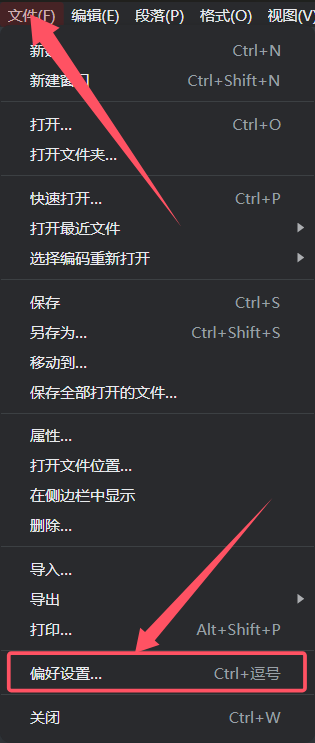 文件(F) 编辑(E) 段落(P) 格式(O) 视图(V)
新建 Ctrl+N
新建窗口 Ctrl+Shift+N
打开... Ctrl+O
打开文件夹...
快速打开... Ctrl+P
打开最近文件
选择编码重新打开
保存 Ctrl+S
另存为... Ctrl+Shift+S
移动到...
保存全部打开的文件...
属性...
打开文件位置...
在侧边栏中显示
删除...
导入...
导出
打印... Alt+Shift+P
偏好设置... Ctrl+逗号
关闭 Ctrl+W